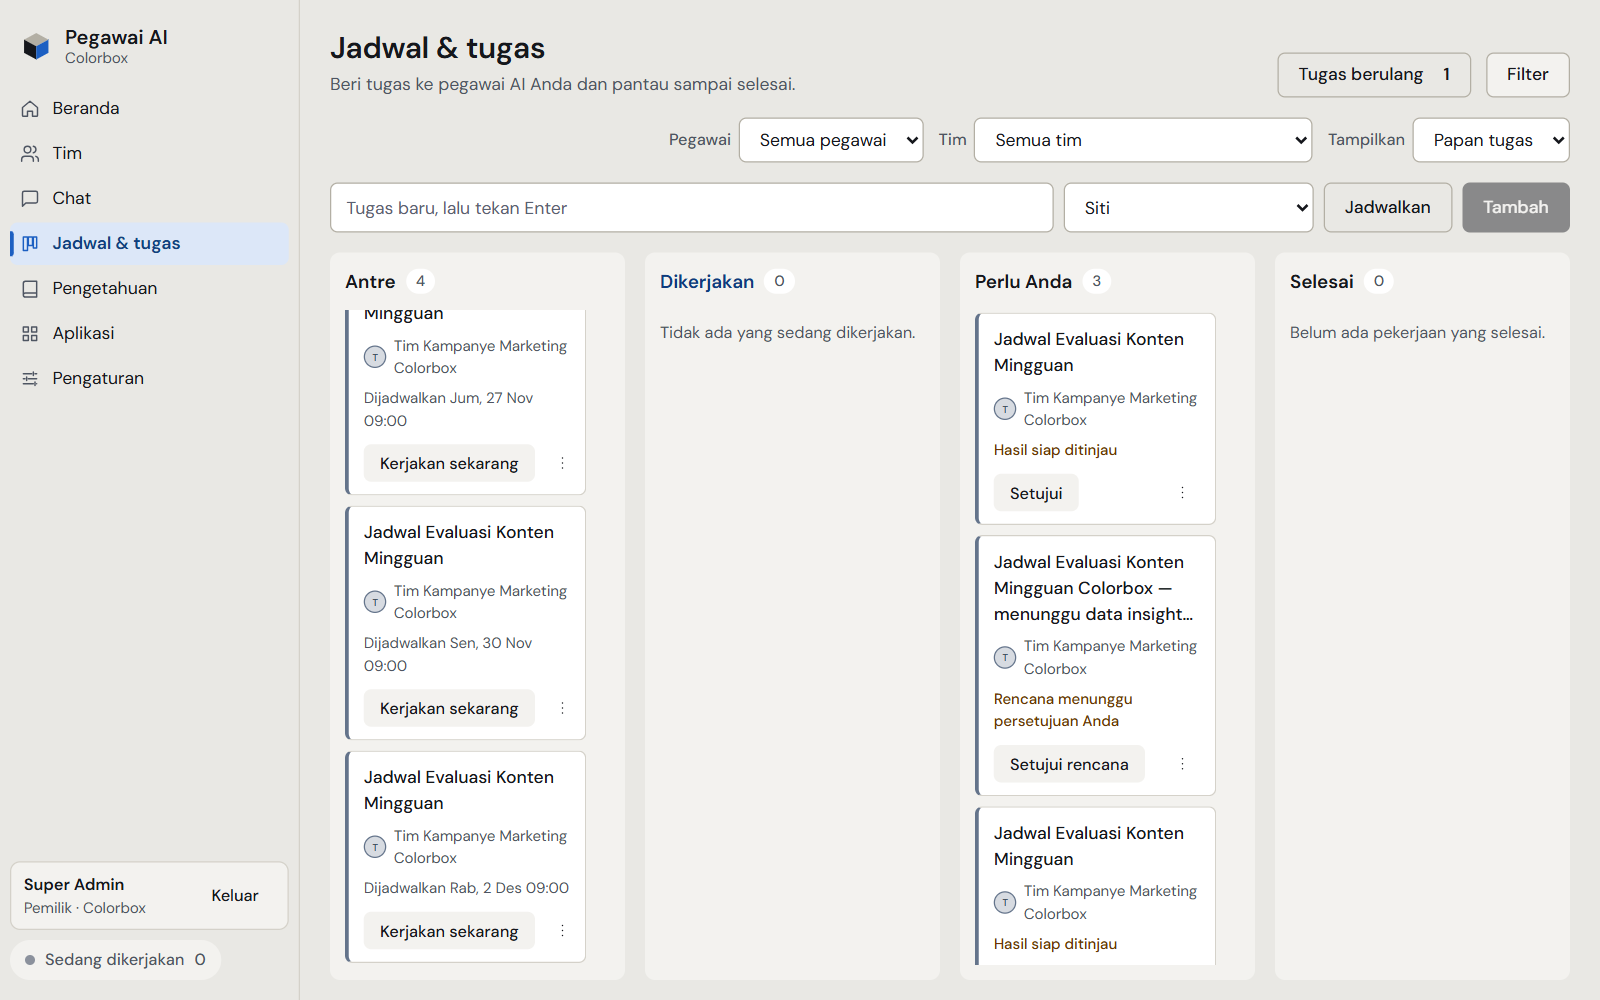 Pegawai AI
Colorbox
Beranda
Tim
Chat
Jadwal & tugas
Pengetahuan
Aplikasi
Pengaturan
Super Admin
Pemilik · Colorbox
Keluar
Sedang dikerjakan 0
Jadwal & tugas
Beri tugas ke pegawai AI Anda dan pantau sampai selesai.
Tugas berulang 1
Filter
Pegawai
Semua pegawai
Tim
Semua tim
Tampilkan
Papan tugas
Tugas baru, lalu tekan Enter
Siti
Jadwalkan
Tambah
Antre 4
Mingguan
T
Tim Kampanye Marketing
Colorbox
Dijadwalkan Jum, 27 Nov
09:00
Kerjakan sekarang
Jadwal Evaluasi Konten
Mingguan
T
Tim Kampanye Marketing
Colorbox
Dijadwalkan Sen, 30 Nov
09:00
Kerjakan sekarang
Jadwal Evaluasi Konten
Mingguan
T
Tim Kampanye Marketing
Colorbox
Dijadwalkan Rab, 2 Des 09:00
Kerjakan sekarang
Dikerjakan 0
Tidak ada yang sedang dikerjakan.
Perlu Anda 3
Jadwal Evaluasi Konten
Mingguan
T
Tim Kampanye Marketing
Colorbox
Hasil siap ditinjau
Setujui
Jadwal Evaluasi Konten
Mingguan Colorbox —
menunggu data insight...
T
Tim Kampanye Marketing
Colorbox
Rencana menunggu
persetujuan Anda
Setujui rencana
Jadwal Evaluasi Konten
Mingguan
T
Tim Kampanye Marketing
Colorbox
Hasil siap ditinjau
Selesai 0
Belum ada pekerjaan yang selesai.